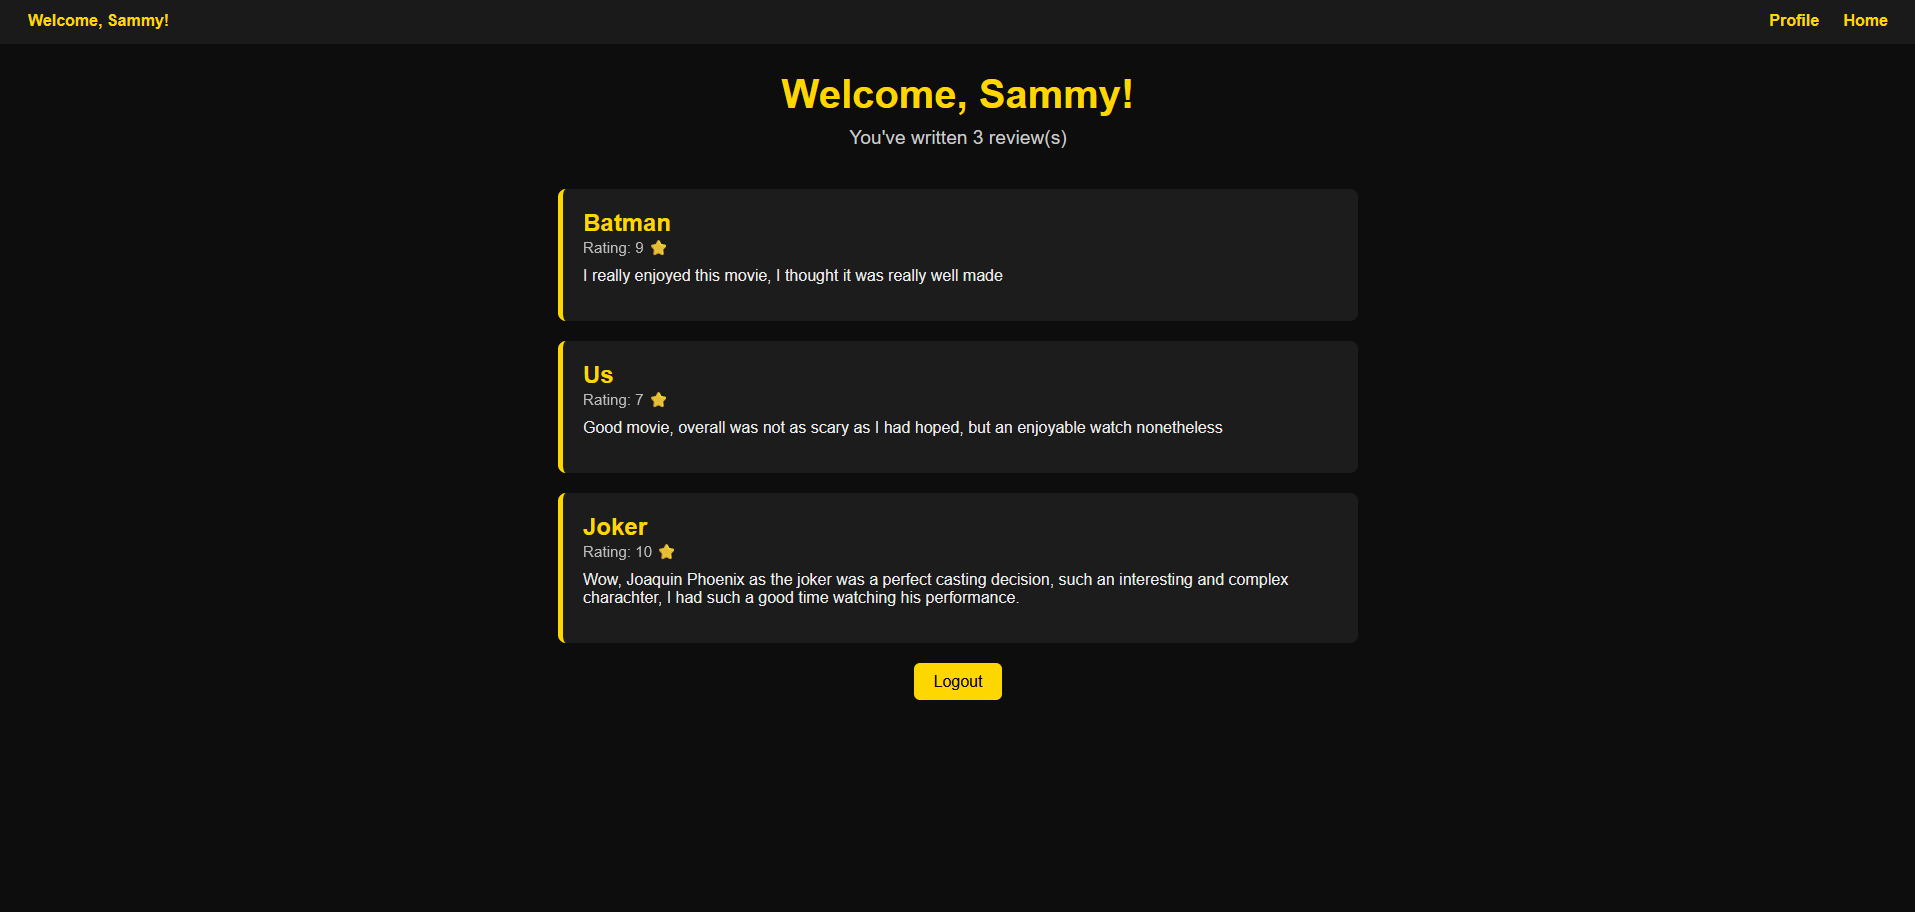 Welcome, Sammy!
Profile
Home
Welcome, Sammy!
You've written 3 review(s)
Batman
Rating: 9
I really enjoyed this movie, I thought it was really well made
Us
Rating: 7
Good movie, overall was not as scary as I had hoped, but an enjoyable watch nonetheless
Joker
Rating: 10
Wow, Joaquin Phoenix as the joker was a perfect casting decision, such an interesting and complex
charachter, I had such a good time watching his performance.
Logout